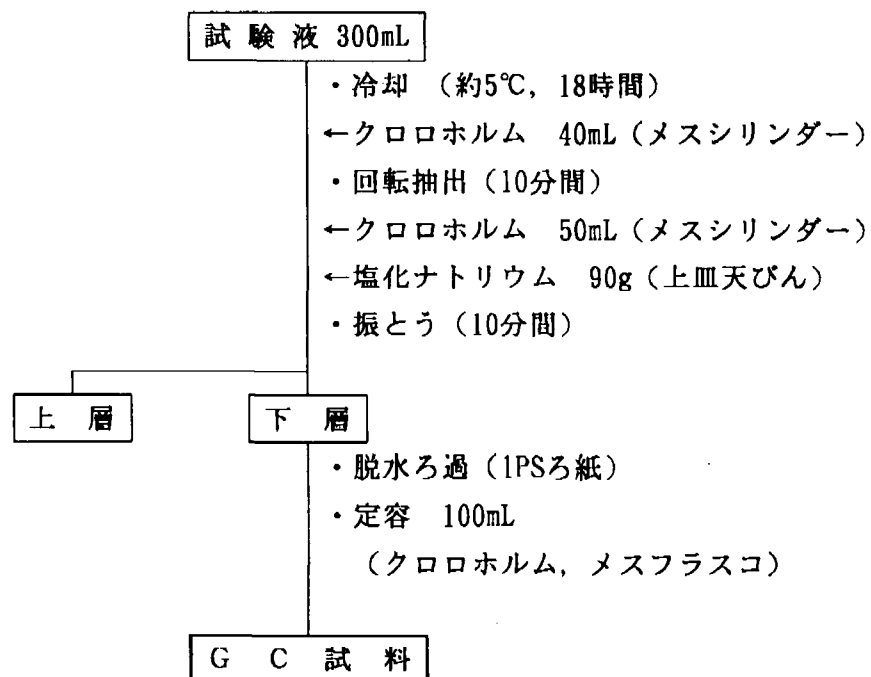 試 験 液 300mL
・冷却 （約5℃, 18時間）
←クロロホルム 40mL（メスシリンダー）
・回転抽出（10分間）
←クロロホルム 50mL（メスシリンダー）
←塩化ナトリウム 90g（上皿天びん）
・振とう（10分間）
上 層 下 層
・脱水ろ過（1PSろ紙）
・定容 100mL
（クロロホルム, メスフラスコ）
G C 試 料